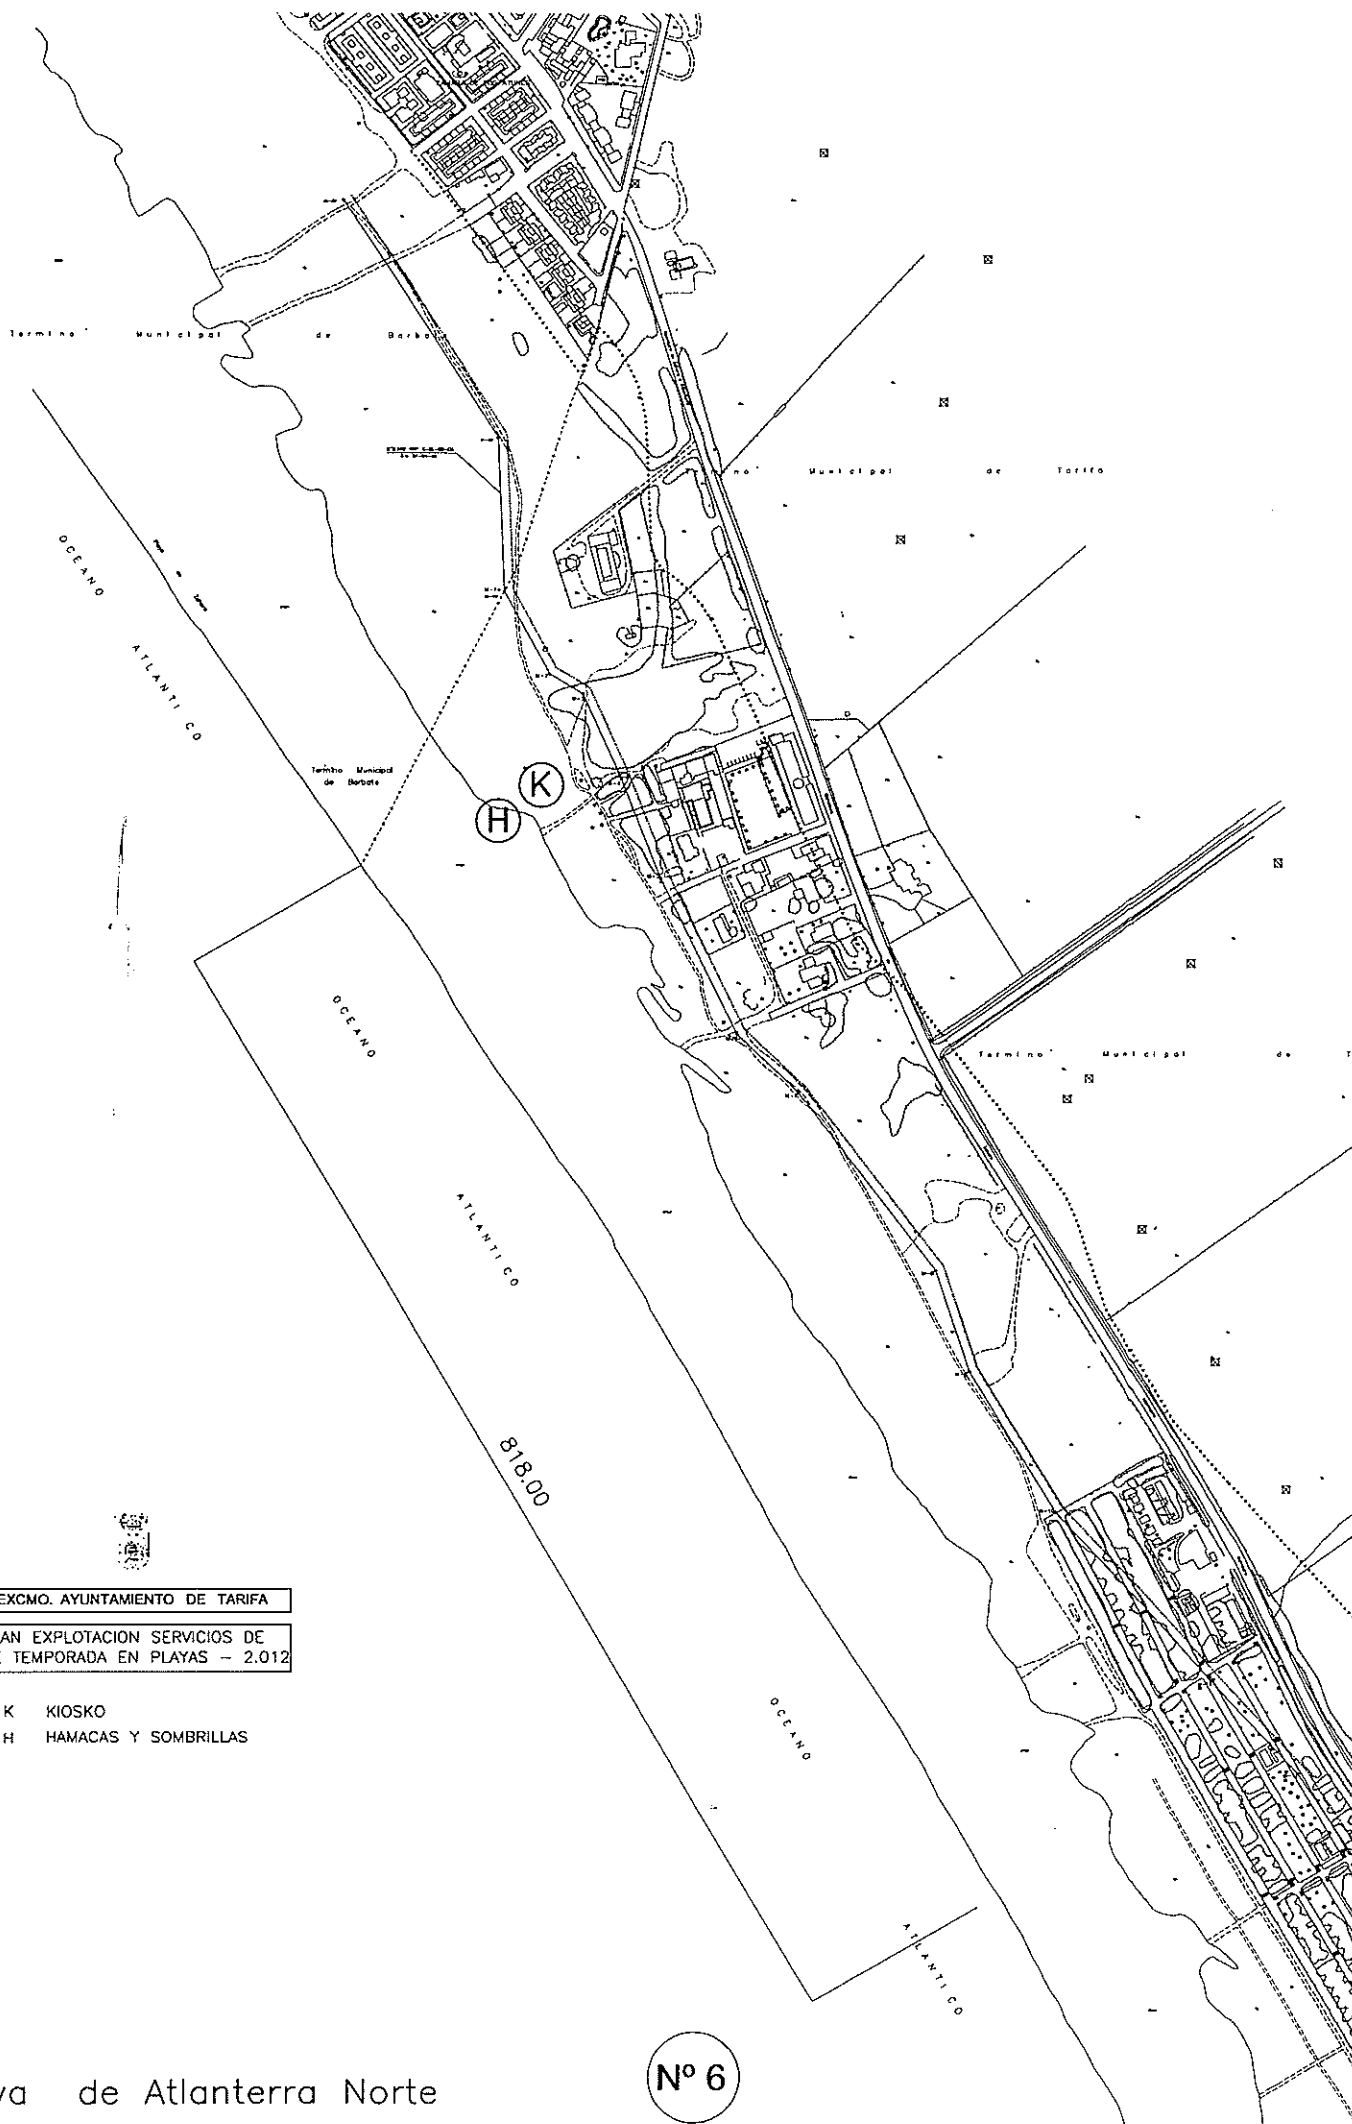 Termino Municipal de
Termino Municipal de Tarifa
OCEANO
ATLANTICO
Termino Municipal
de Barbate
K
H
OCEANO
Termino Municipal de T
ATLANTICO
818.00
EXCMO. AYUNTAMIENTO DE TARIFA
AN EXPLOTACION SERVICIOS DE
TEMPORADA EN PLAYAS – 2.012
K KIOSKO
H HAMACAS Y SOMBRILLAS
OCEANO
ATLANTICO
ya de Atlanterra Norte
Nº 6